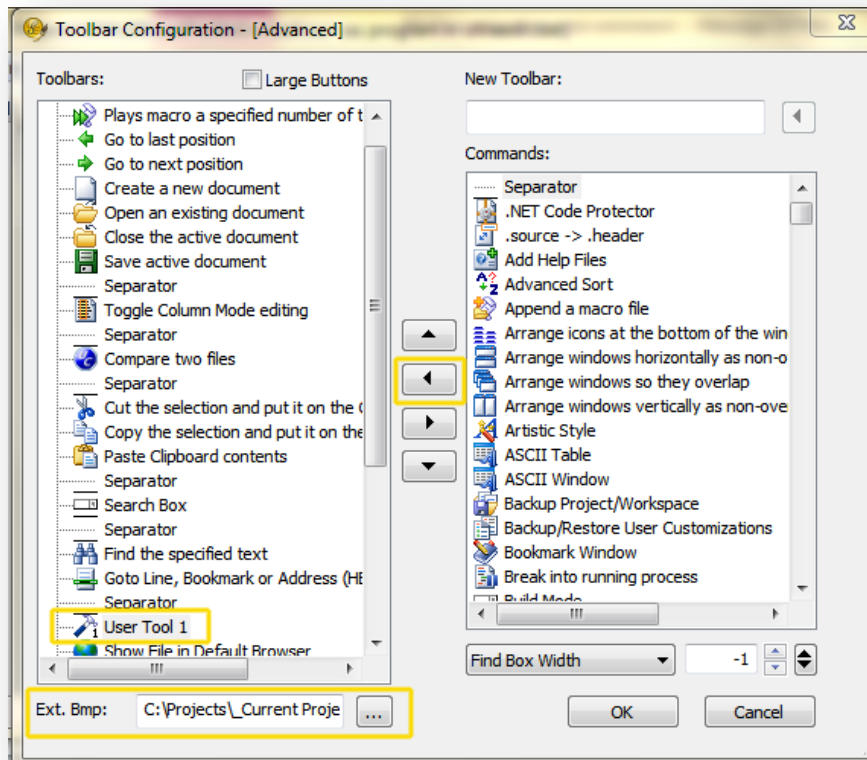 Toolbar Configuration - [Advanced]
Toolbars:
Large Buttons
Plays macro a specified number of t
Go to last position
Go to next position
Create a new document
Open an existing document
Close the active document
Save active document
Separator
Toggle Column Mode editing
Separator
Compare two files
Separator
Cut the selection and put it on the (
Copy the selection and put it on the
Paste Clipboard contents
Separator
Search Box
Separator
Find the specified text
Goto Line, Bookmark or Address (HE
Separator
User Tool 1
Show File in Default Browser
Ext. Bmp:
C:\Projects\_Current Proje
...
New Toolbar:
Commands:
Separator
.NET Code Protector
.source -> .header
Add Help Files
Advanced Sort
Append a macro file
Arrange icons at the bottom of the win
Arrange windows horizontally as non-o
Arrange windows so they overlap
Arrange windows vertically as non-ove
Artistic Style
ASCII Table
ASCII Window
Backup Project/Workspace
Backup/Restore User Customizations
Bookmark Window
Break into running process
Build Mode
Find Box Width
-1
OK
Cancel